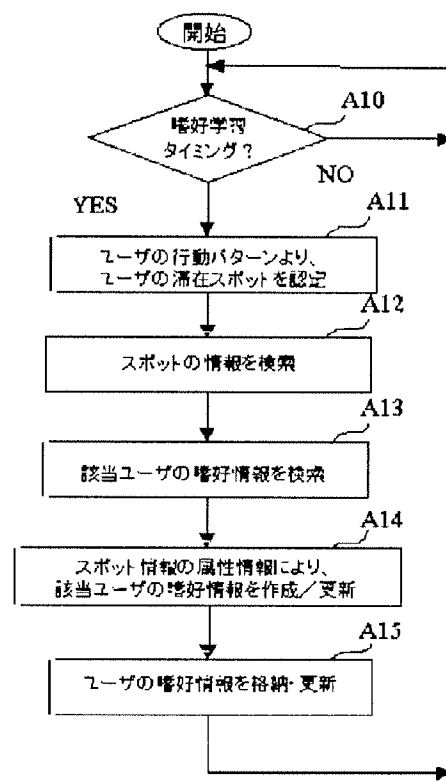 開始
A10
嗜好学習
タイミング？
NO
YES
A11
ユーザの行動パターンより、
ユーザの滞在スポットを認定
A12
スポットの情報を検索
A13
該当ユーザの嗜好情報を検索
A14
スポット情報の属性情報により、
該当ユーザの嗜好情報を作成／更新
A15
ユーザの嗜好情報を格納・更新